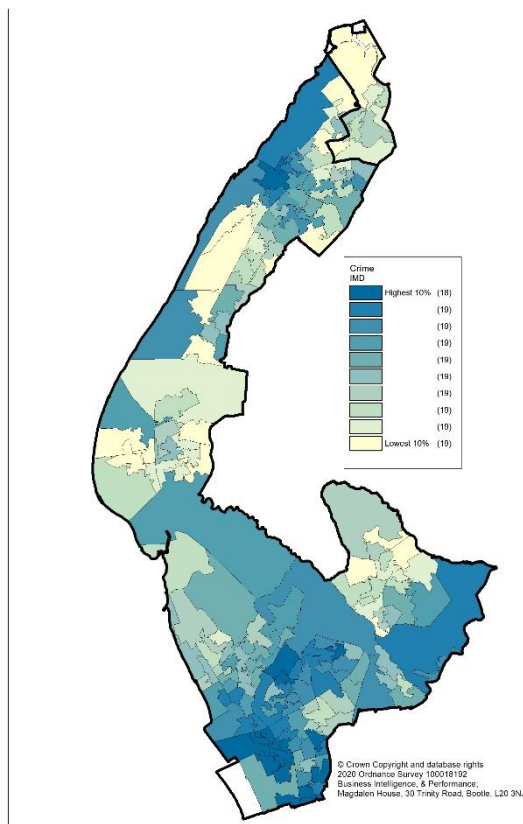 Crime
IMD
Highest 10% (18)
(19)
(19)
(19)
(19)
(19)
(19)
(19)
(19)
Lowest 10% (19)
© Crown Copyright and database rights
2020 Ordnance Survey 100018192
Business Intelligence, & Performance,
Magdalen House, 30 Trinity Road, Bootle, L20 3N.